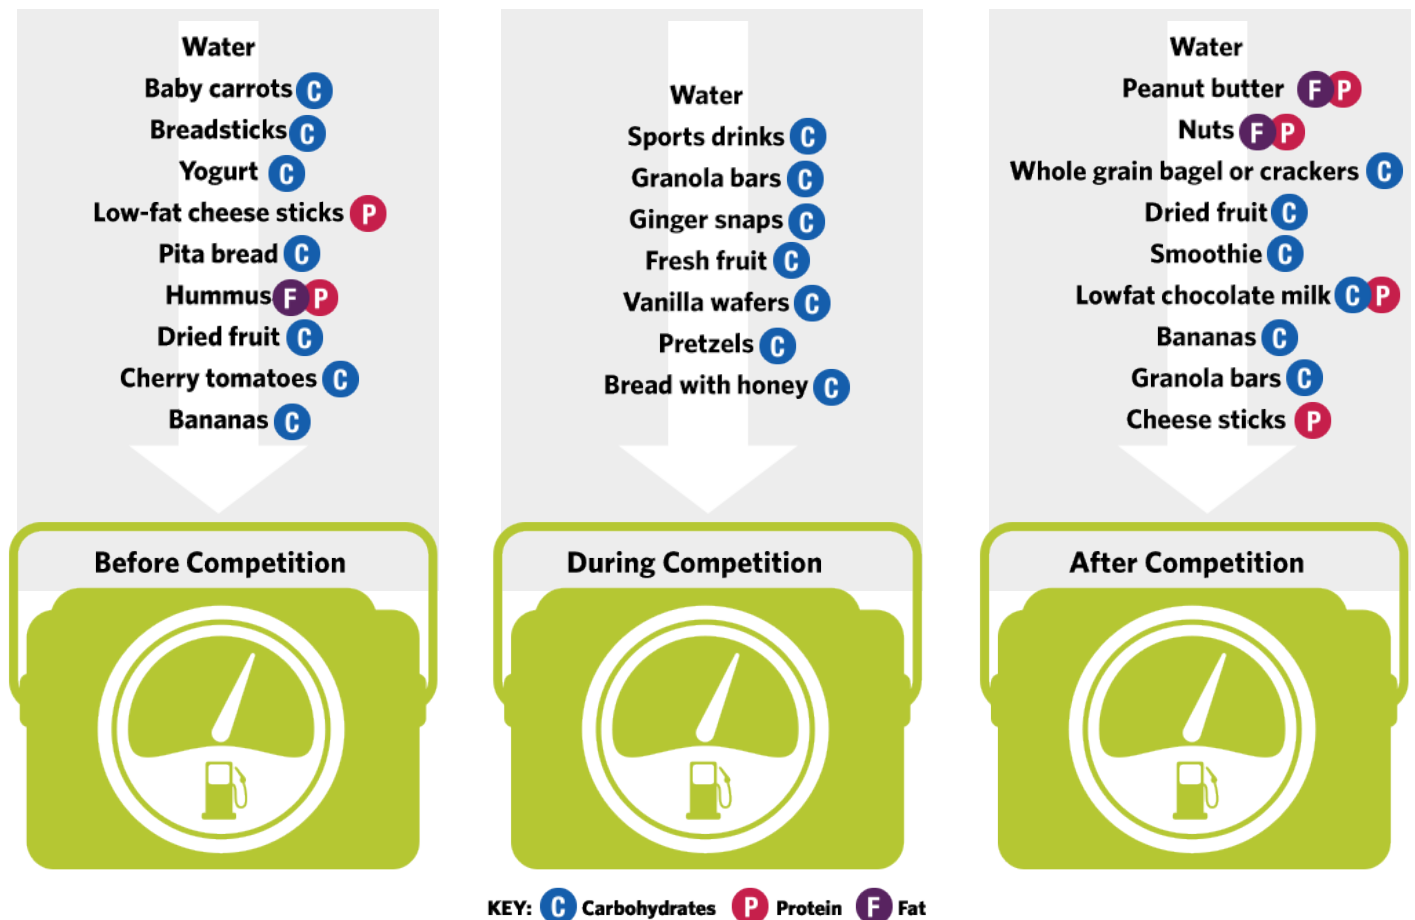 Water
Baby carrots C
Breadsticks C
Yogurt C
Low-fat cheese sticks P
Pita bread C
Hummus F P
Dried fruit C
Cherry tomatoes C
Bananas C
Before Competition
Water
Sports drinks C
Granola bars C
Ginger snaps C
Fresh fruit C
Vanilla wafers C
Pretzels C
Bread with honey C
During Competition
Water
Peanut butter F P
Nuts F P
Whole grain bagel or crackers C
Dried fruit C
Smoothie C
Lowfat chocolate milk C P
Bananas C
Granola bars C
Cheese sticks P
After Competition
KEY: C Carbohydrates P Protein F Fat